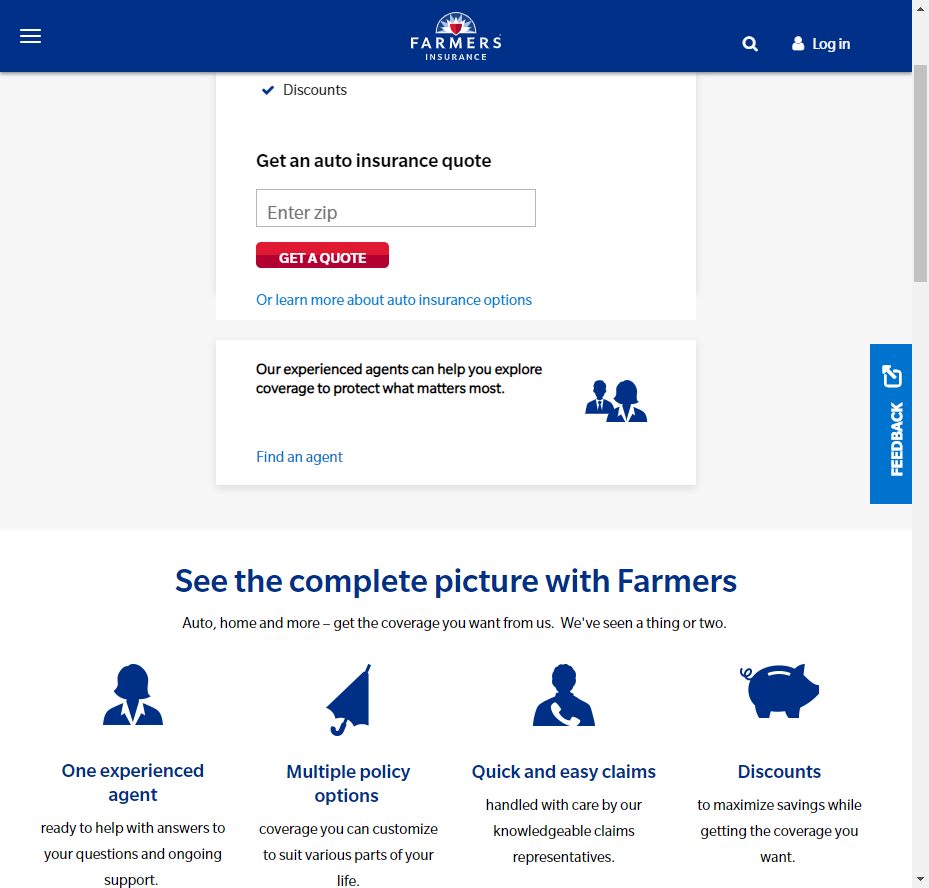 FARMERS
INSURANCE
Log in
Discounts
Get an auto insurance quote
Enter zip
GET A QUOTE
Or learn more about auto insurance options
Our experienced agents can help you explore
coverage to protect what matters most.
Find an agent
FEEDBACK
See the complete picture with Farmers
Auto, home and more – get the coverage you want from us. We've seen a thing or two.
One experienced
agent
ready to help with answers to
your questions and ongoing
support.
Multiple policy
options
coverage you can customize
to suit various parts of your
life.
Quick and easy claims
handled with care by our
knowledgeable claims
representatives.
Discounts
to maximize savings while
getting the coverage you
want.